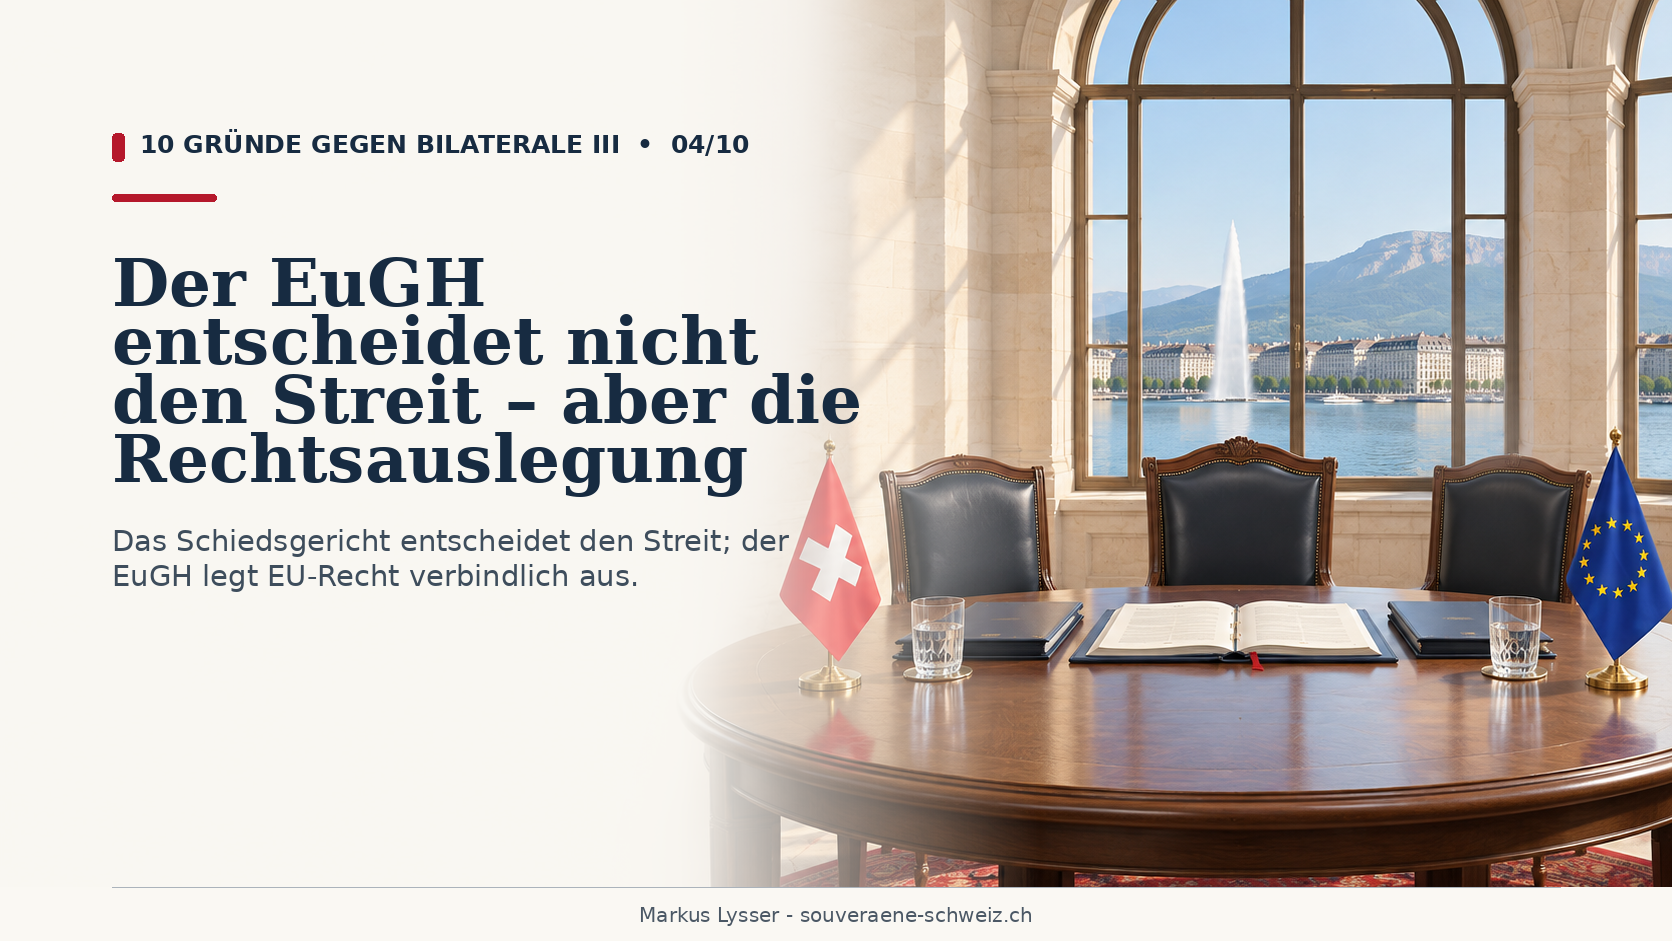 10 GRÜNDE GEGEN BILATERALE III • 04/10
Der EuGH
entscheidet nicht
den Streit – aber die
Rechtsauslegung
Das Schiedsgericht entscheidet den Streit; der
EuGH legt EU-Recht verbindlich aus.
Markus Lysser - souveraene-schweiz.ch